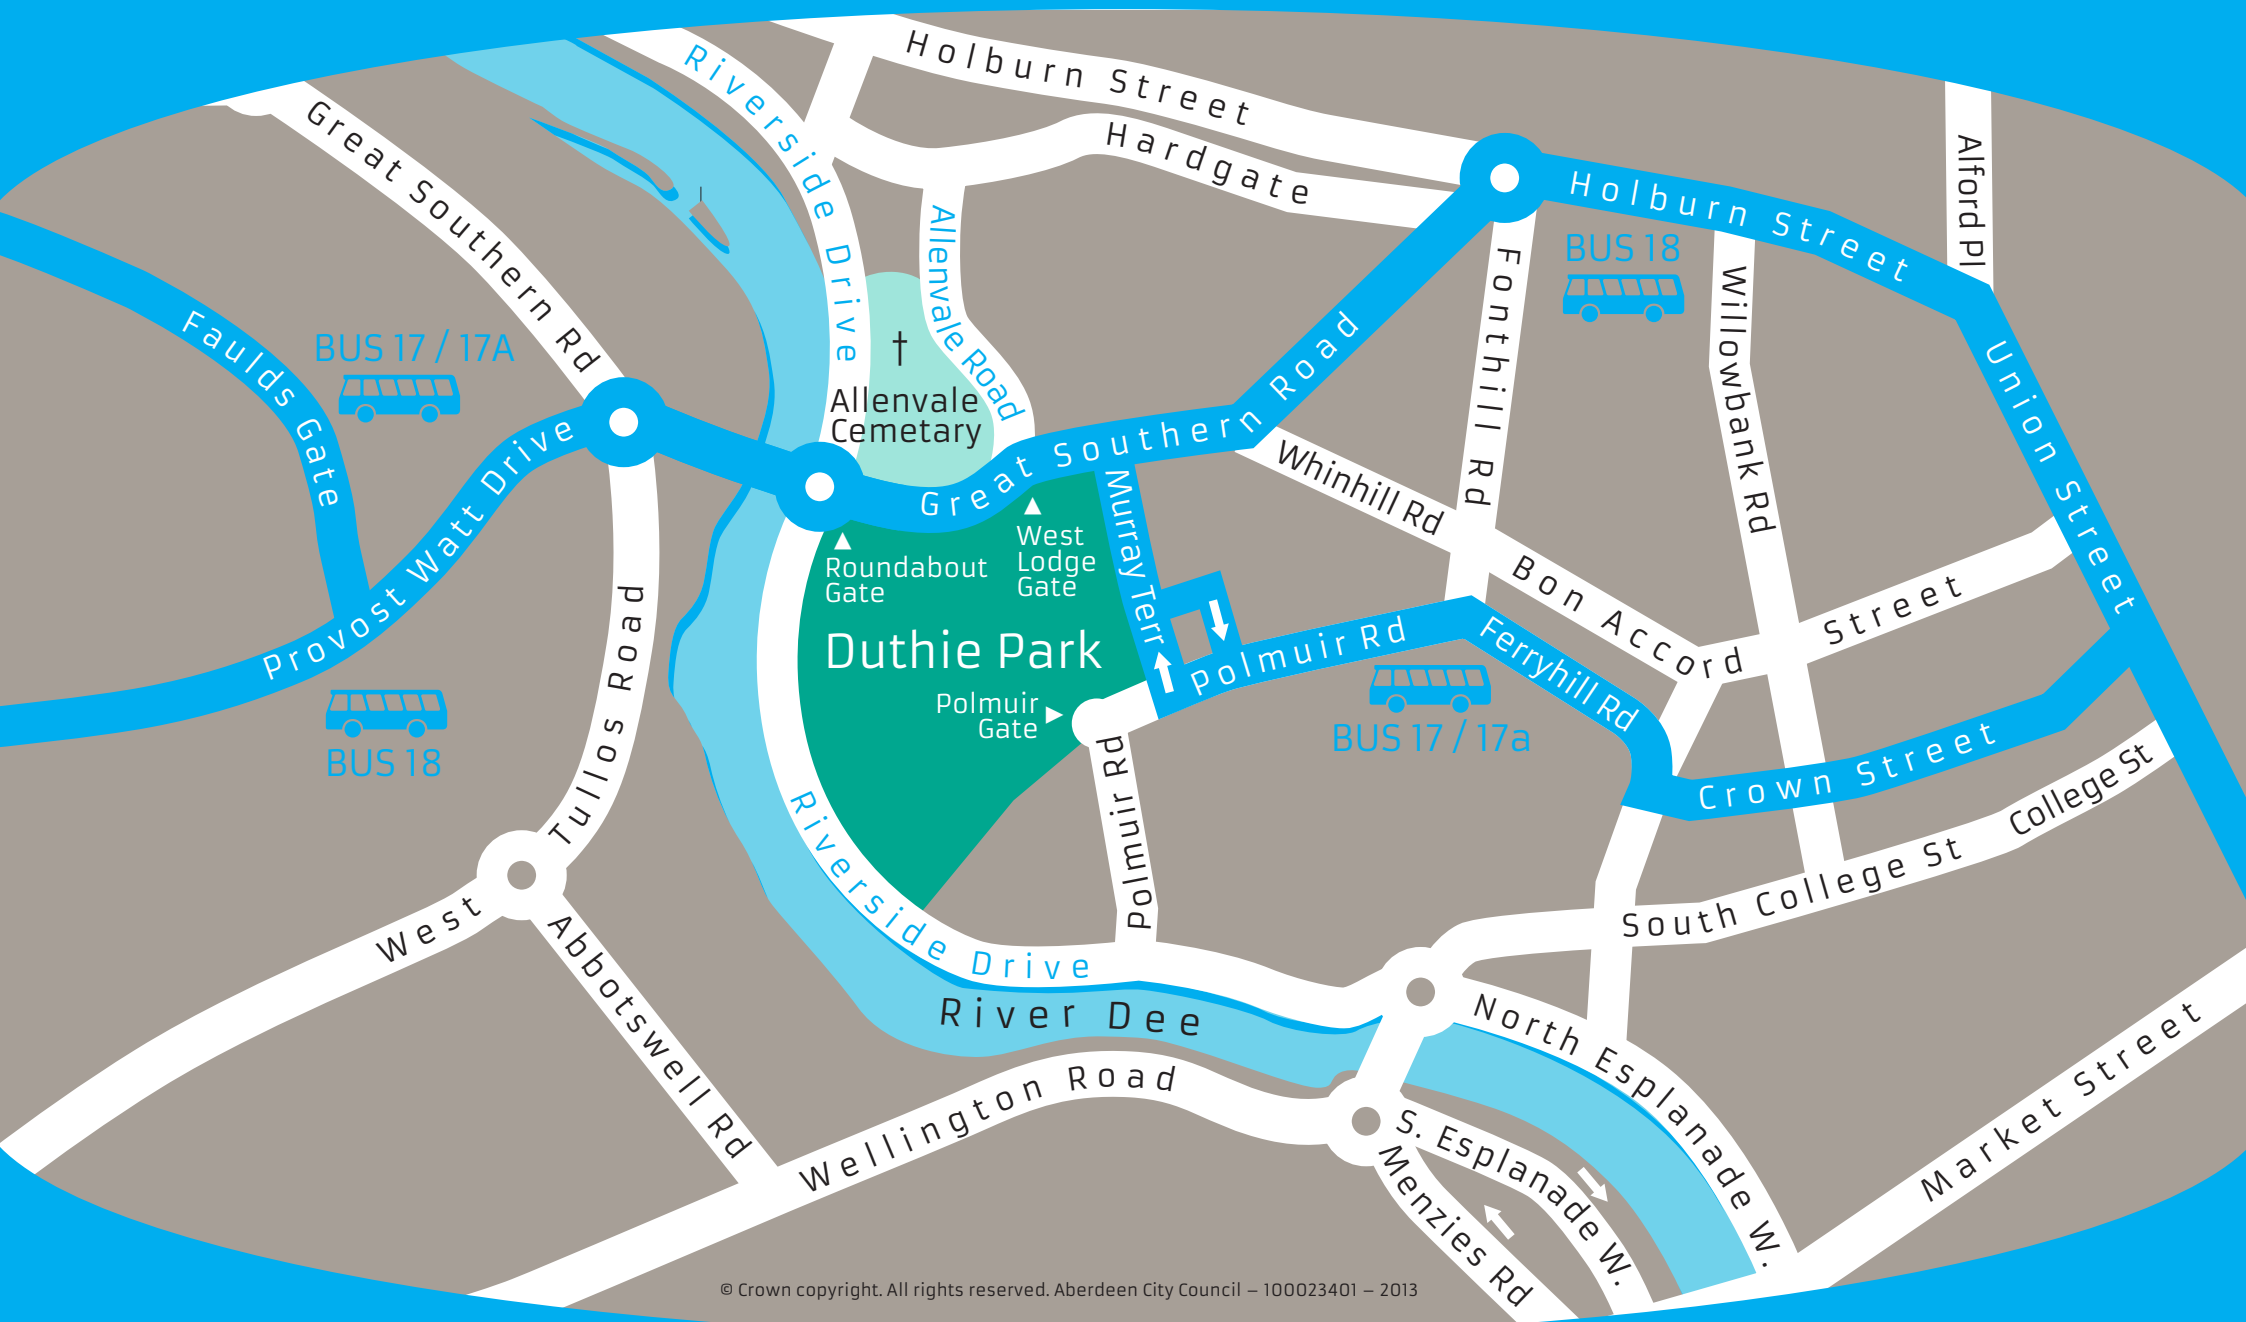 Holburn Street
Riverside Drive
Hardgate
Great Southern Rd
Alford Pl
Holburn Street
Allenvale Road
BUS 18
Fonthill Rd
Willowbank Rd
Faulds Gate
BUS 17 / 17A
†
Allenvale
Cemetary
Great Southern Road
Union Street
Provost Watt Drive
Whinhill Rd
Murray Terr
Roundabout
Gate
West
Lodge
Gate
Bon Accord Street
Duthie Park
Polmuir Rd
Ferryhill Rd
Polmuir
Gate
BUS 17 / 17a
BUS 18
Tullos Road
Polmuir Rd
Crown Street
College St
South College St
Riverside Drive
West
Abbotswell Rd
River Dee
Wellington Road
North Esplanade W.
S. Esplanade W.
Menzies Rd
Market Street
© Crown copyright. All rights reserved. Aberdeen City Council – 100023401 – 2013